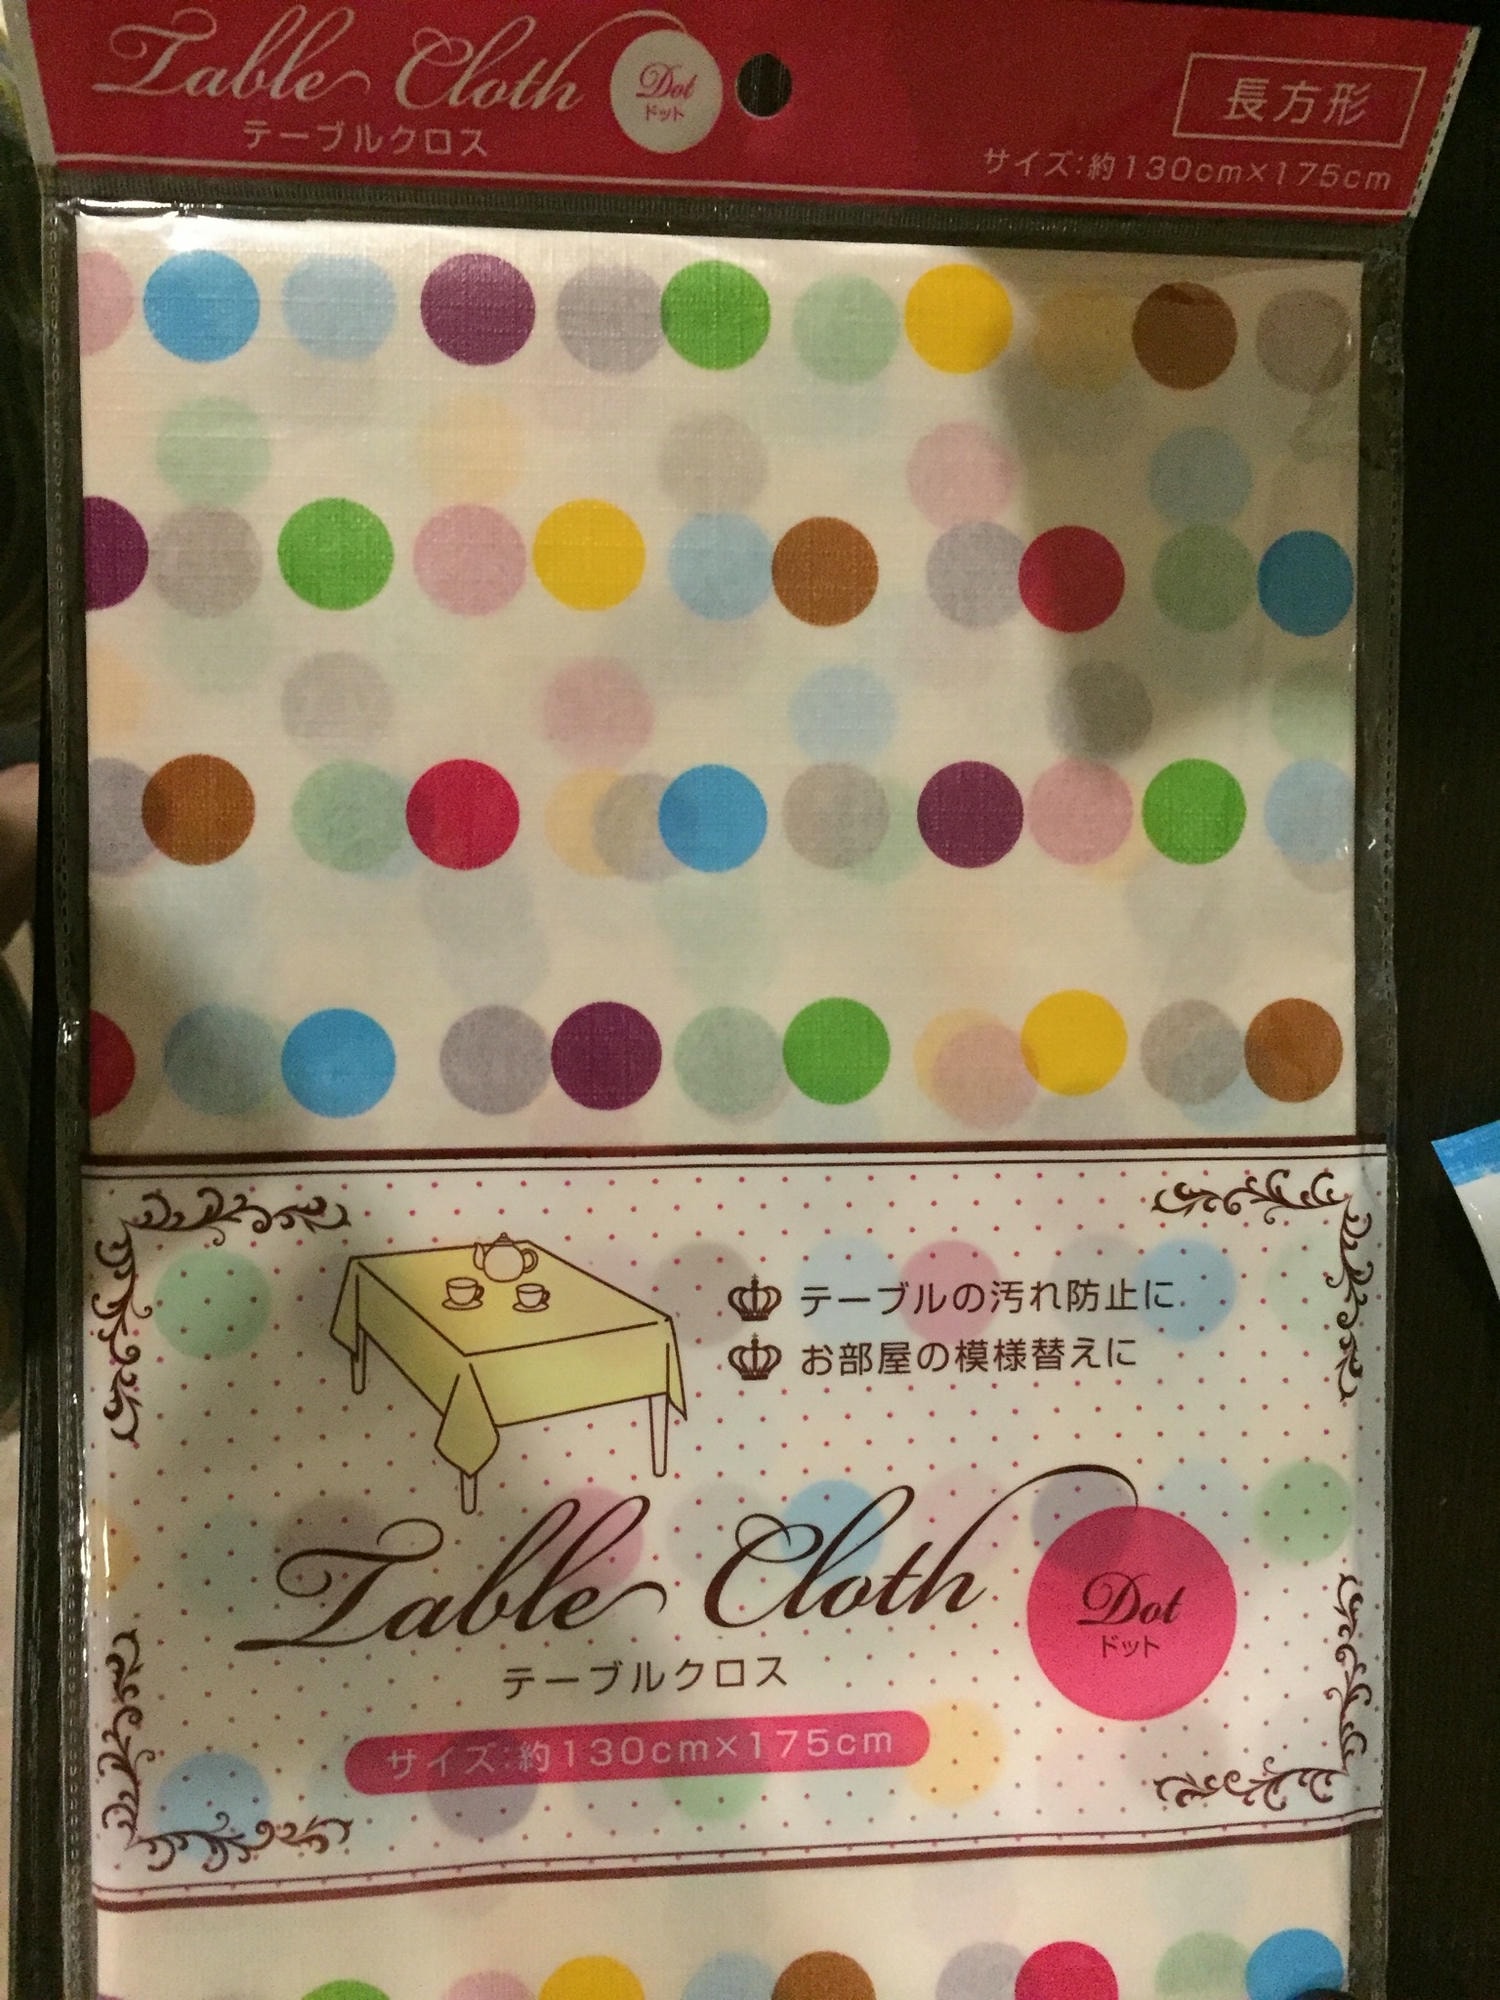 Table Cloth
Dot
ドット
テーブルクロス
長方形
サイズ:約130cm×175cm
テーブルの汚れ防止に
お部屋の模様替えに
Table Cloth
Dot
ドット
テーブルクロス
サイズ:約130cm×175cm